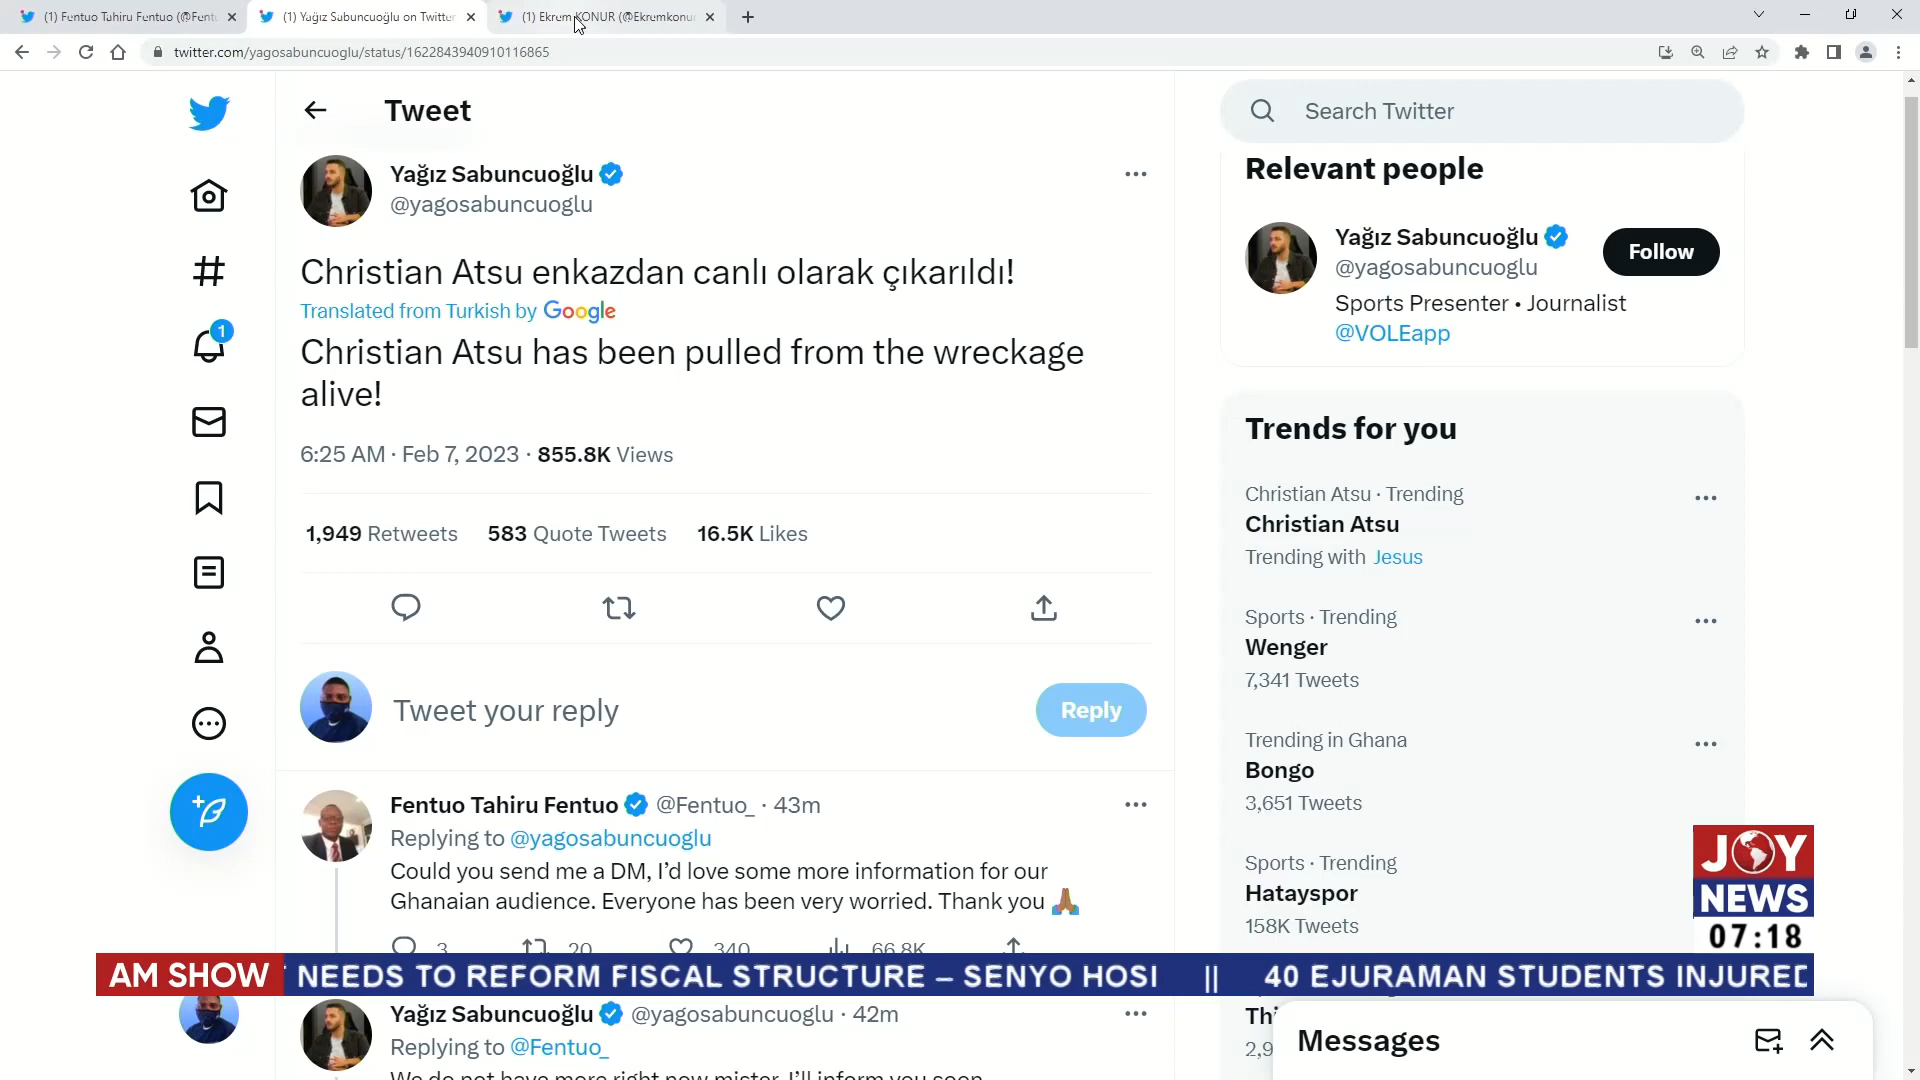 (1) Fentuo Tahiru Fentuo (@Fent
(1) Yağız Sabuncuoğlu on Twitter
(1) Ekrem KONUR (@Ekremkonu
twitter.com/yagosabuncuoglu/status/1622843940910116865
Tweet
Search Twitter
Yağız Sabuncuoğlu
@yagosabuncuoglu
Christian Atsu enkazdan canlı olarak çıkarıldı!
Translated from Turkish by Google
Christian Atsu has been pulled from the wreckage
alive!
6:25 AM · Feb 7, 2023 · 855.8K Views
1,949 Retweets 583 Quote Tweets 16.5K Likes
Tweet your reply
Reply
Fentuo Tahiru Fentuo @Fentuo_ · 43m
Replying to @yagosabuncuoglu
Could you send me a DM, I'd love some more information for our
Ghanaian audience. Everyone has been very worried. Thank you 🙏🏾
3 20 340 66.8K
Yağız Sabuncuoğlu @yagosabuncuoglu · 42m
Replying to @Fentuo_
We do not have more right now mister. I'll inform you soon
1
Relevant people
Yağız Sabuncuoğlu
@yagosabuncuoglu
Follow
Sports Presenter • Journalist
@VOLEapp
Trends for you
Christian Atsu · Trending
Christian Atsu
Trending with Jesus
Sports · Trending
Wenger
7,341 Tweets
Trending in Ghana
Bongo
3,651 Tweets
Sports · Trending
Hatayspor
158K Tweets
Thi
2,9
Messages
JOY
NEWS
07:18
AM SHOW
NEEDS TO REFORM FISCAL STRUCTURE – SENYO HOSI || 40 EJURAMAN STUDENTS INJURED